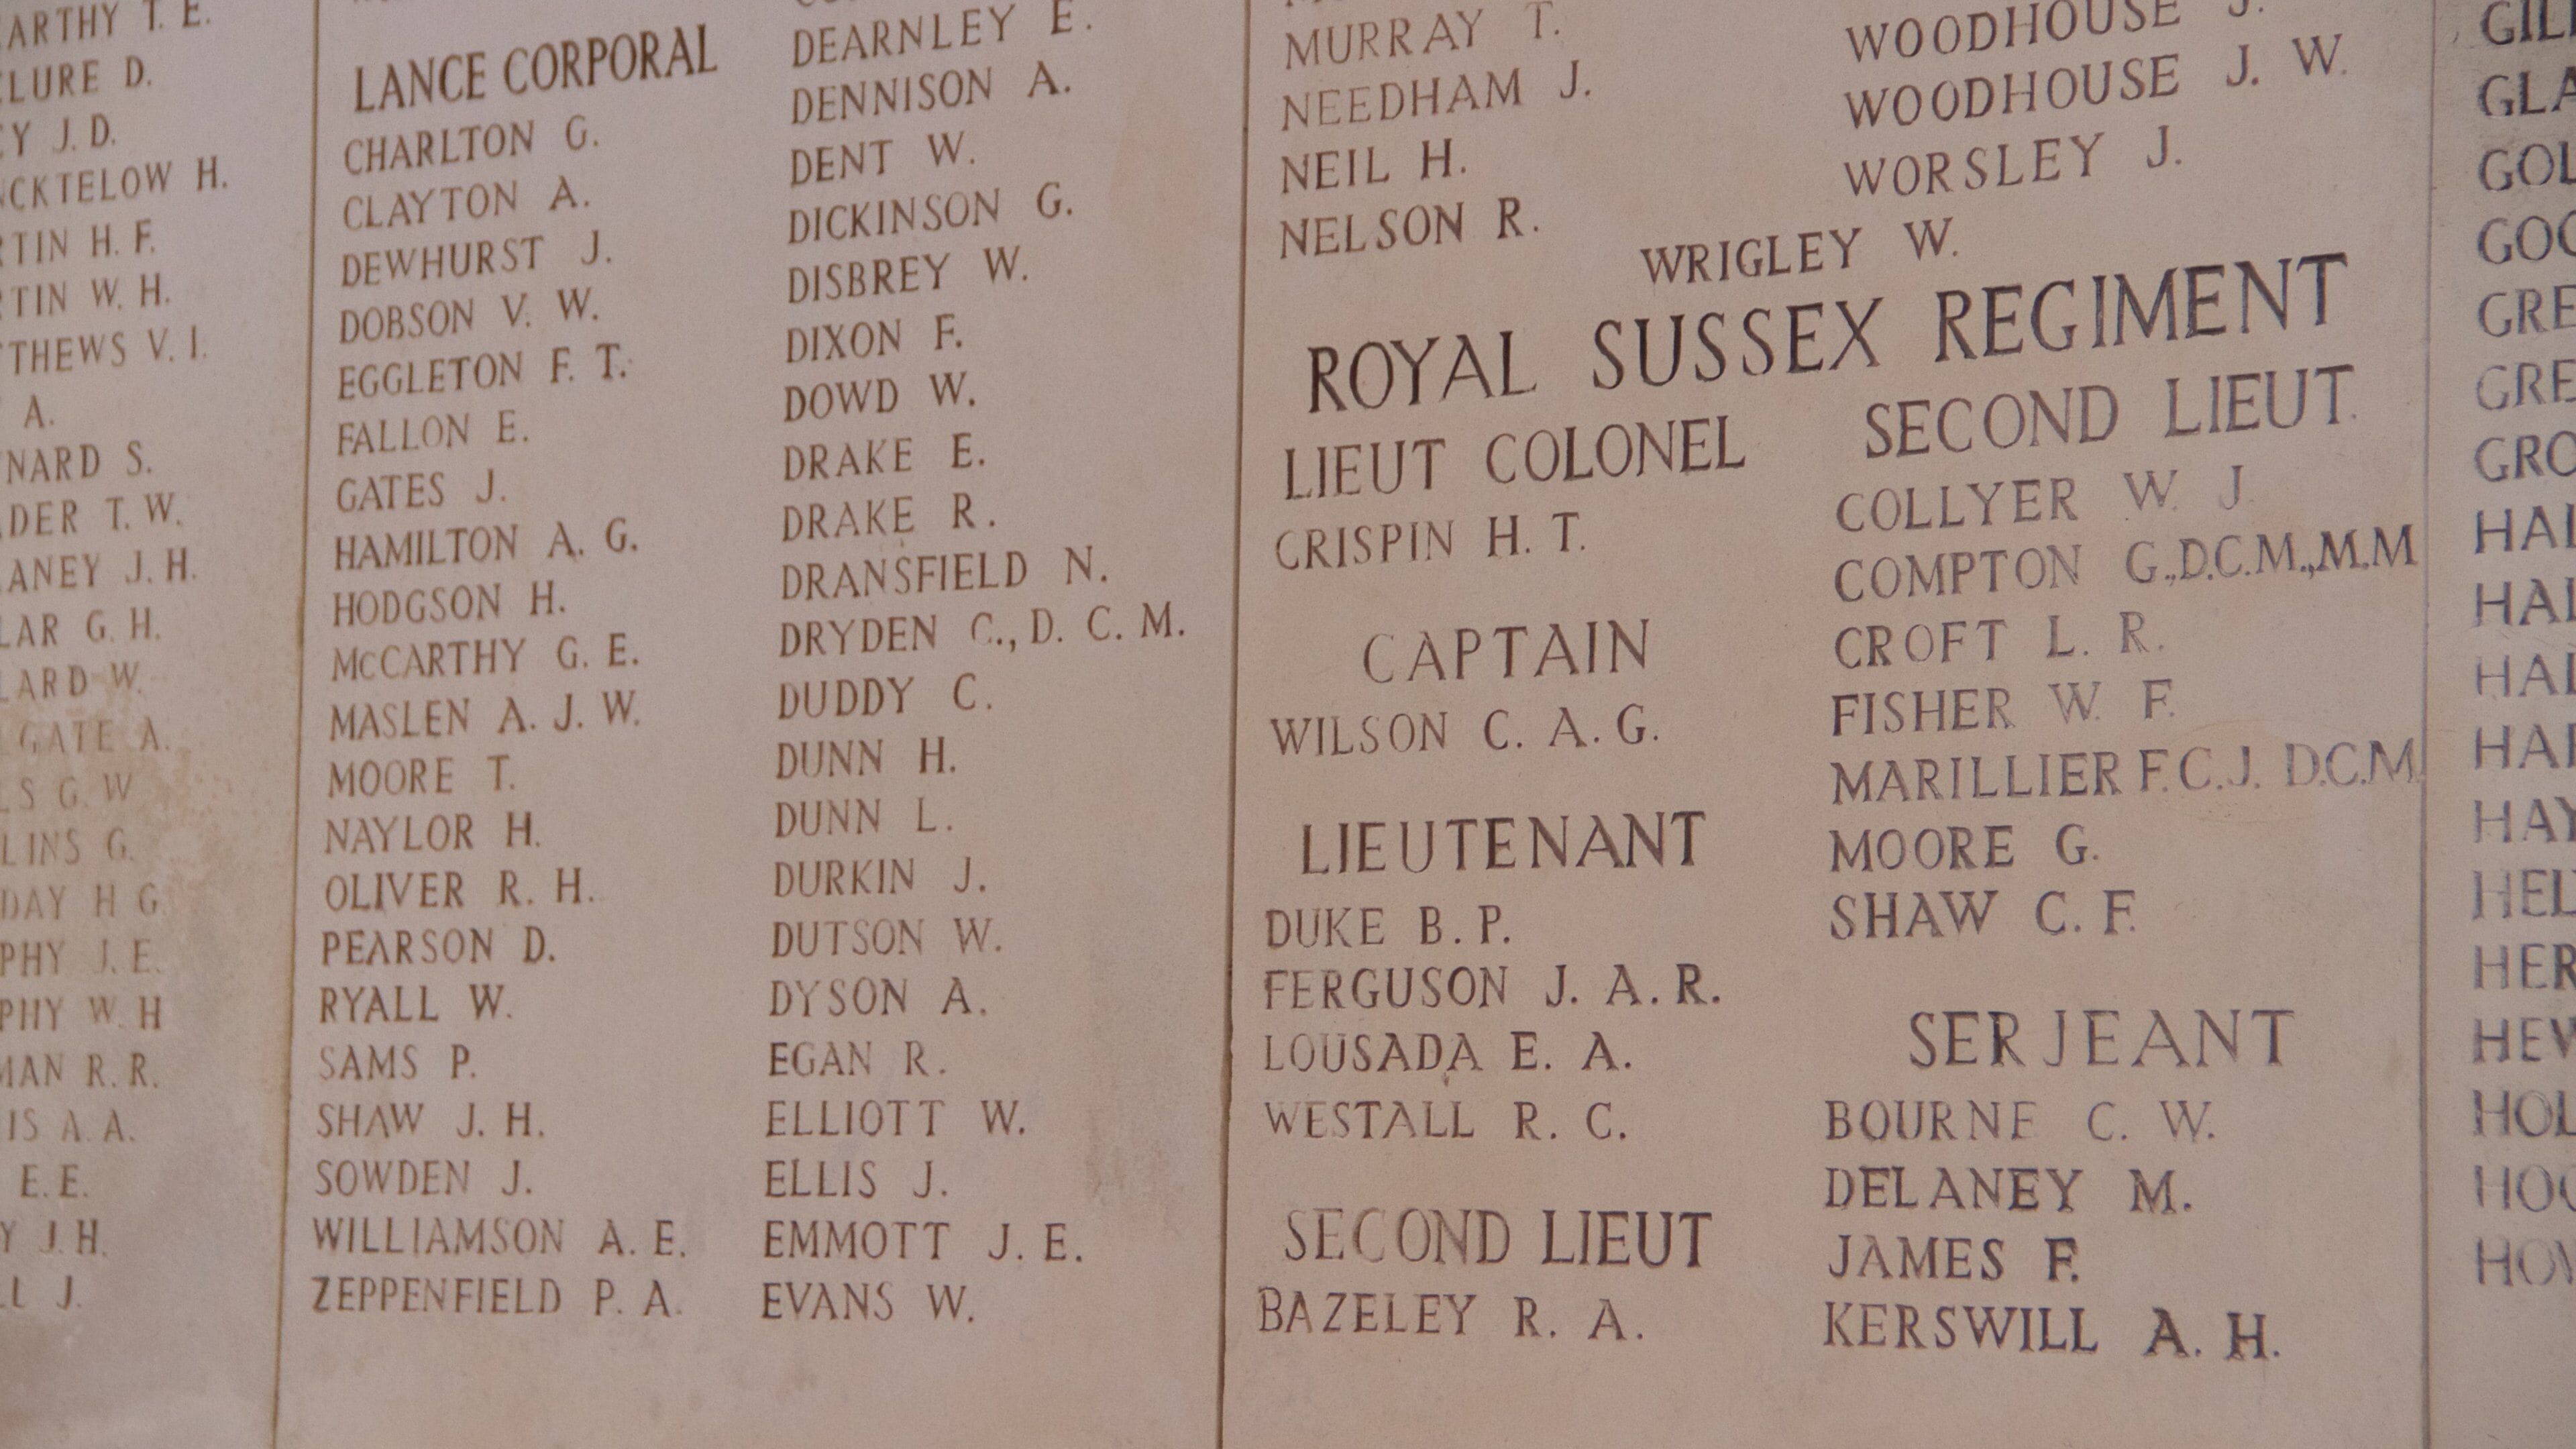 T. E.
D.
J. D.
H.
H. F.
W. H.
V. I.
A.
S.
T. W.
J. H.
G. H.
W.
A.
G. W
G.
H G
J. E.
W. H
R. R.
A. A.
E. E.
J. H.
J.
LANCE CORPORAL
CHARLTON G.
CLAYTON A.
DEWHURST J.
DOBSON V. W.
EGGLETON F. T.
FALLON E.
GATES J.
HAMILTON A. G.
HODGSON H.
McCARTHY G. E.
MASLEN A. J. W.
MOORE T.
NAYLOR H.
OLIVER R. H.
PEARSON D.
RYALL W.
SAMS P.
SHAW J. H.
SOWDEN J.
WILLIAMSON A. E.
ZEPPENFIELD P. A.
DEARNLEY E.
DENNISON A.
DENT W.
DICKINSON G.
DISBREY W.
DIXON F.
DOWD W.
DRAKE E.
DRAKE R.
DRANSFIELD N.
DRYDEN C., D. C. M.
DUDDY C.
DUNN H.
DUNN L.
DURKIN J.
DUTSON W.
DYSON A.
EGAN R.
ELLIOTT W.
ELLIS J.
EMMOTT J. E.
EVANS W.
MURRAY T.
NEEDHAM J.
NEIL H.
NELSON R.
WOODHOUSE J.
WOODHOUSE J. W.
WORSLEY J.
WRIGLEY W.
ROYAL SUSSEX REGIMENT
LIEUT COLONEL
CRISPIN H. T.
CAPTAIN
WILSON C. A. G.
LIEUTENANT
DUKE B. P.
FERGUSON J. A. R.
LOUSADA E. A.
WESTALL R. C.
SECOND LIEUT
BAZELEY R. A.
SECOND LIEUT.
COLLYER W. J
COMPTON G.,D.C.M.,M.M
CROFT L. R.
FISHER W. F.
MARILLIER F. C. J. D.C.M.
MOORE G.
SHAW C. F.
SERJEANT
BOURNE C. W.
DELANEY M.
JAMES F.
KERSWILL A. H.